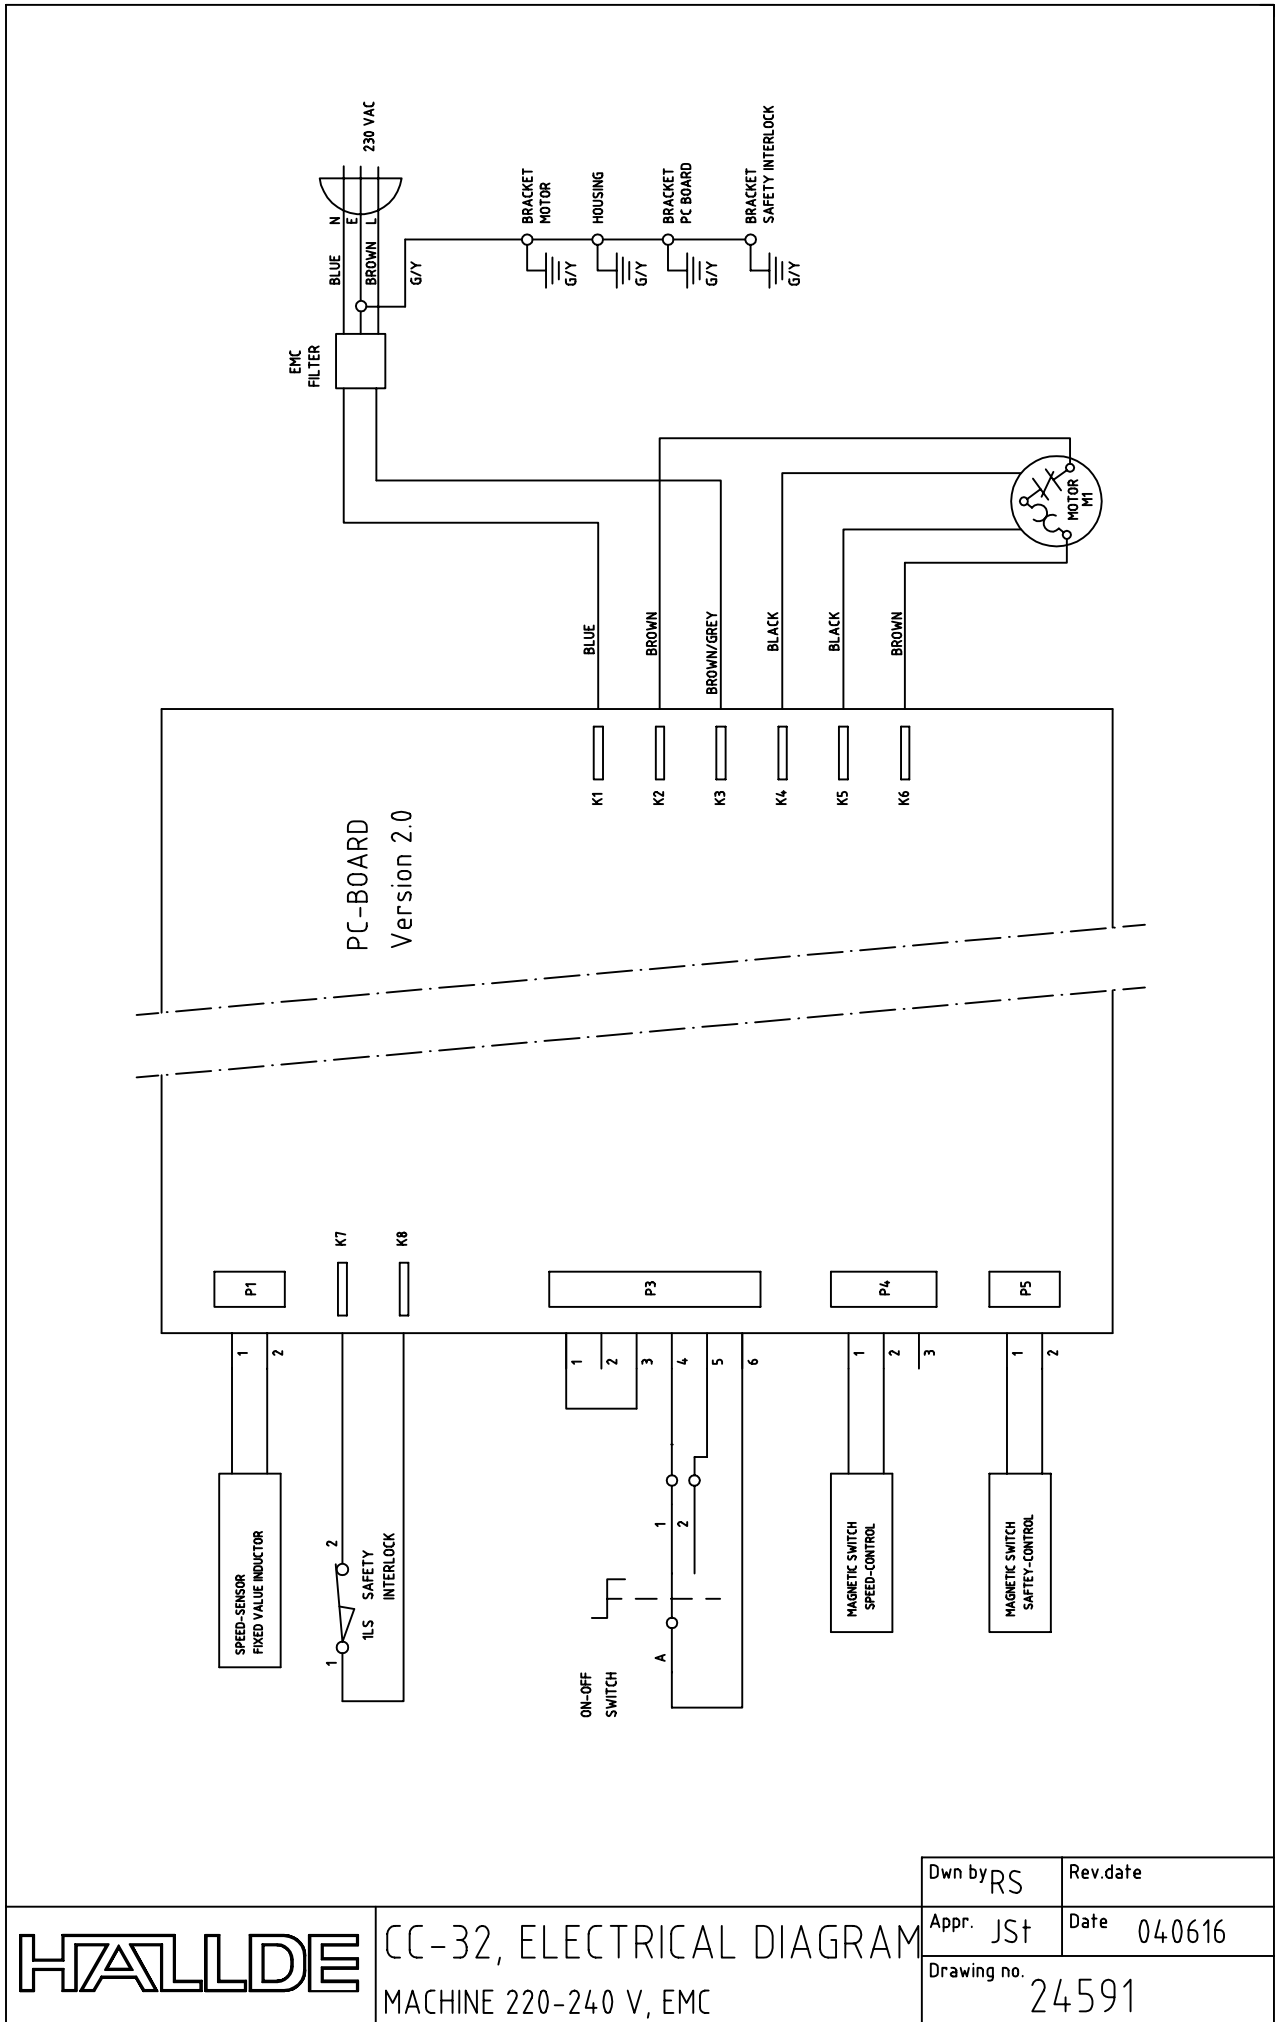 230 VAC
N
E
L
BLUE
BROWN
G/Y
BRACKET
MOTOR
HOUSING
BRACKET
PC BOARD
BRACKET
SAFETY INTERLOCK
G/Y
G/Y
G/Y
G/Y
EMC
FILTER
MOTOR
M1
BLUE
BROWN
BROWN/GREY
BLACK
BLACK
BROWN
K1
K2
K3
K4
K5
K6
PC-BOARD
Version 2.0
K7
K8
P1
P3
P4
P5
1
2
1
2
3
4
5
6
1
2
3
1
2
SPEED-SENSOR
FIXED VALUE INDUCTOR
2
1
1LS SAFETY
INTERLOCK
1
2
A
ON-OFF
SWITCH
MAGNETIC SWITCH
SPEED-CONTROL
MAGNETIC SWITCH
SAFTEY-CONTROL
Dwn by RS
Rev.date
HALLDE
CC-32, ELECTRICAL DIAGRAM
MACHINE 220-240 V, EMC
Appr. JSt
Date 040616
Drawing no. 24591